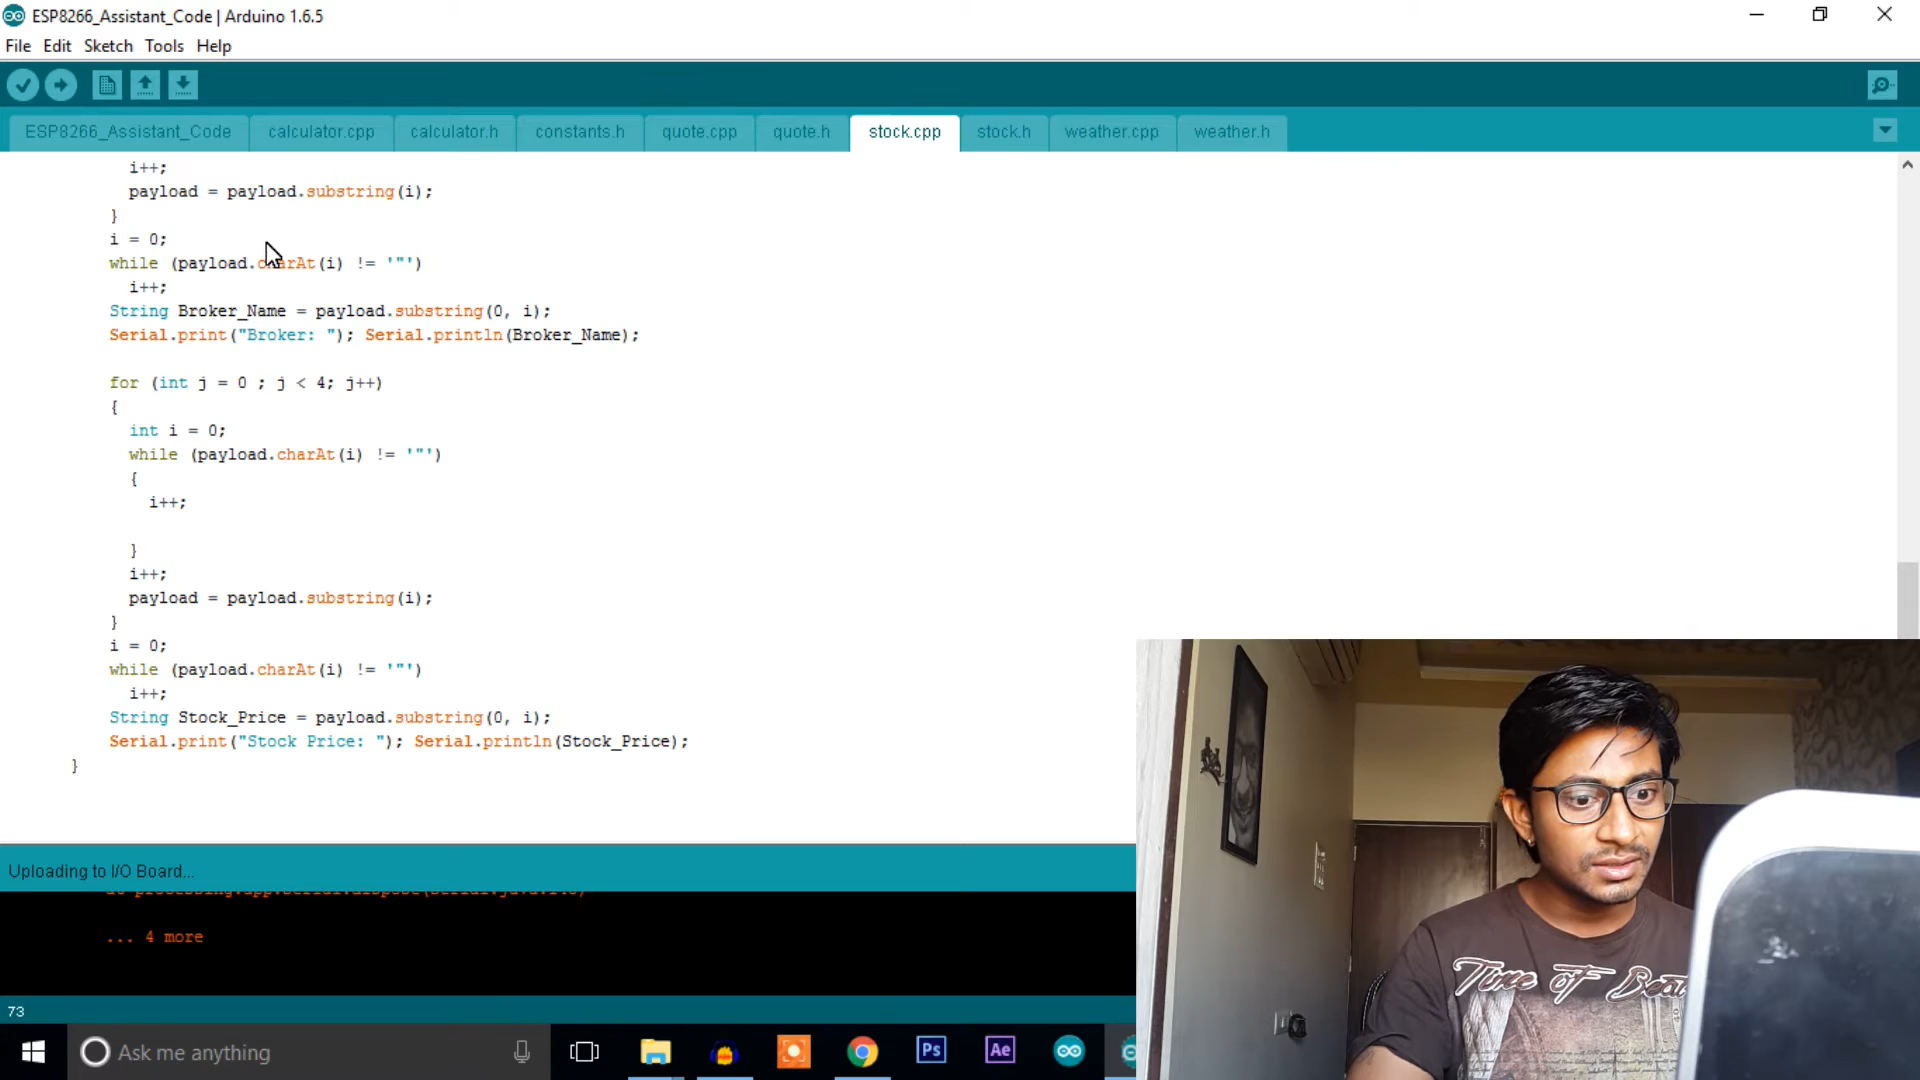 ESP8266_Assistant_Code | Arduino 1.6.5
File Edit Sketch Tools Help
ESP8266_Assistant_Code calculator.cpp calculator.h constants.h quote.cpp quote.h stock.cpp stock.h weather.cpp weather.h
i++;
payload = payload.substring(i);
}
i = 0;
while (payload.charAt(i) != '"')
i++;
String Broker_Name = payload.substring(0, i);
Serial.print("Broker: "); Serial.println(Broker_Name);
for (int j = 0 ; j < 4; j++)
{
int i = 0;
while (payload.charAt(i) != '"')
{
i++;
}
i++;
payload = payload.substring(i);
}
i = 0;
while (payload.charAt(i) != '"')
i++;
String Stock_Price = payload.substring(0, i);
Serial.print("Stock Price: "); Serial.println(Stock_Price);
}
Uploading to I/O Board...
... 4 more
73
Ask me anything
Ps
Ae
Time of